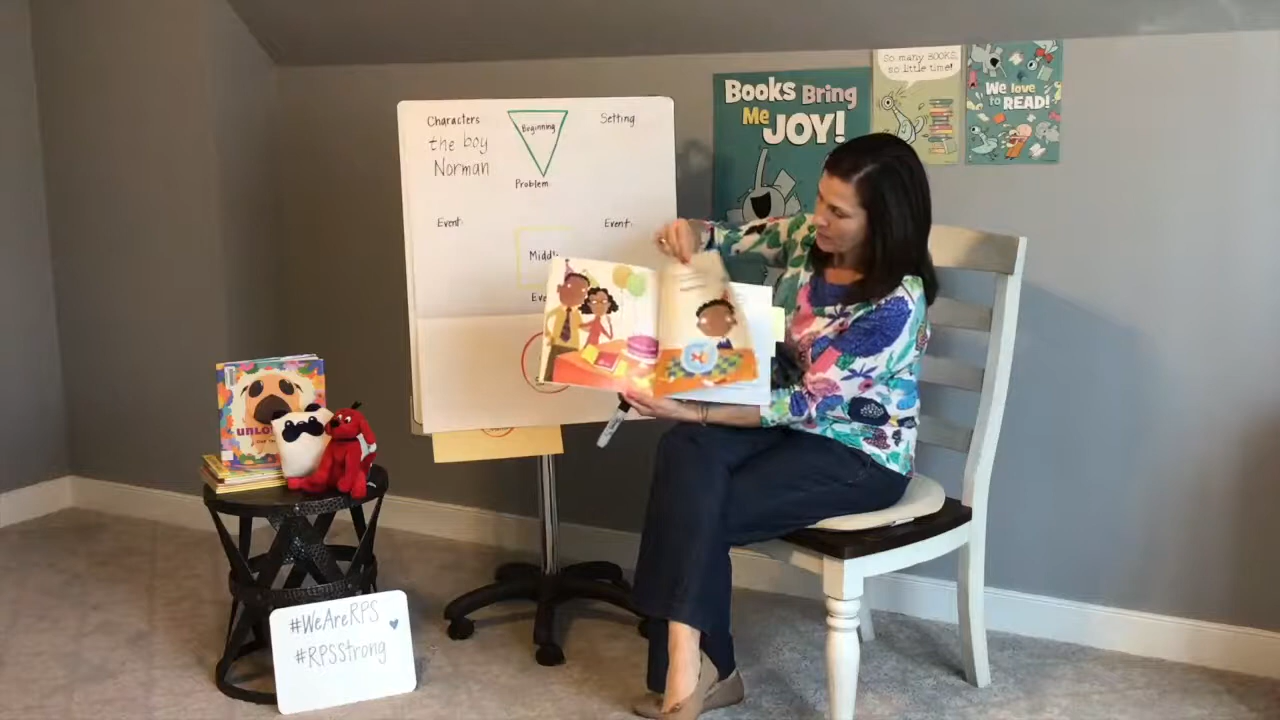 Characters
the boy
Norman
Beginning
Setting
Problem
Event:
Event:
Middle
Books Bring
Me
JOY!
So many BOOKS,
so little time!
We love
to READ!
#WeAreRPS
#RPSStrong